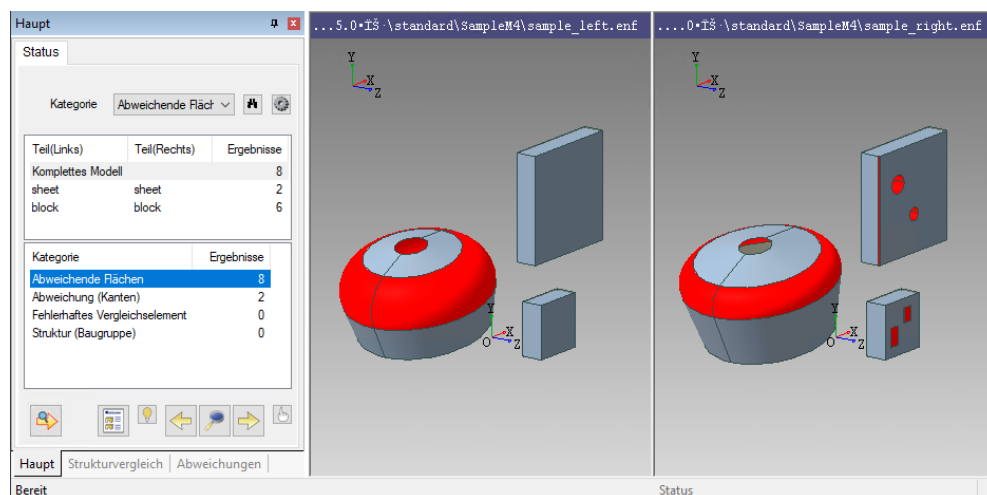 Haupt
Status
Kategorie Abweichende Fläch
Teil(Links) Teil(Rechts) Ergebnisse
Komplettes Modell 8
sheet sheet 2
block block 6
Kategorie Ergebnisse
Abweichende Flächen 8
Abweichung (Kanten) 2
Fehlerhaftes Vergleichselement 0
Struktur (Baugruppe) 0
Haupt Strukturvergleich Abweichungen
Bereit
...5.0•ÏŠ·\standard\SampleM4\sample_left.enf
Y
X
Z
Y
X
O
Z
....0•ÏŠ·\standard\SampleM4\sample_right.enf
Y
X
Z
Y
X
O
Z
Status